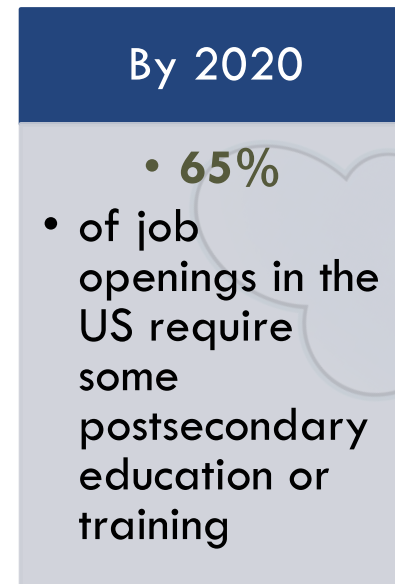 By 2020
• 65%
• of job
openings in the
US require
some
postsecondary
education or
training